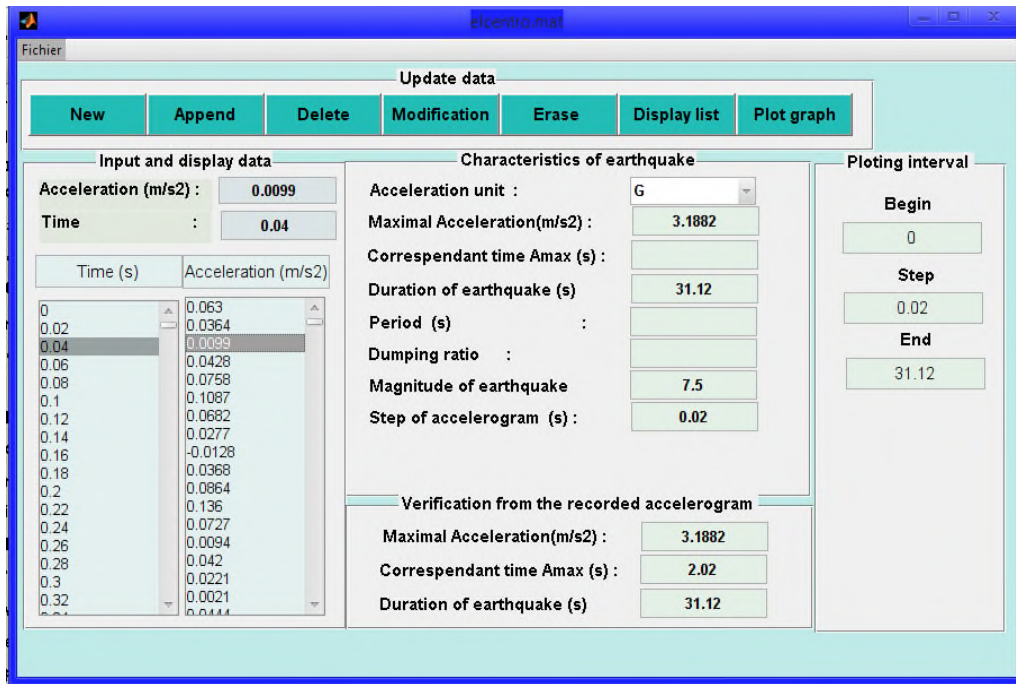 elcentro.mat
Fichier
Update data
New Append Delete Modification Erase Display list Plot graph
Input and display data
Acceleration (m/s2) : 0.0099
Time : 0.04
Time (s) Acceleration (m/s2)
0 0.063
0.02 0.0364
0.04 0.0099
0.06 0.0428
0.08 0.0758
0.1 0.1087
0.12 0.0682
0.14 0.0277
0.16 -0.0128
0.18 0.0368
0.2 0.0864
0.22 0.136
0.24 0.0727
0.26 0.0094
0.28 0.042
0.3 0.0221
0.32 0.0021
Characteristics of earthquake
Acceleration unit : G
Maximal Acceleration(m/s2) : 3.1882
Correspendant time Amax (s) :
Duration of earthquake (s) 31.12
Period (s) :
Dumping ratio :
Magnitude of earthquake 7.5
Step of accelerogram (s) : 0.02
Verification from the recorded accelerogram
Maximal Acceleration(m/s2) : 3.1882
Correspendant time Amax (s) : 2.02
Duration of earthquake (s) 31.12
Ploting interval
Begin
0
Step
0.02
End
31.12